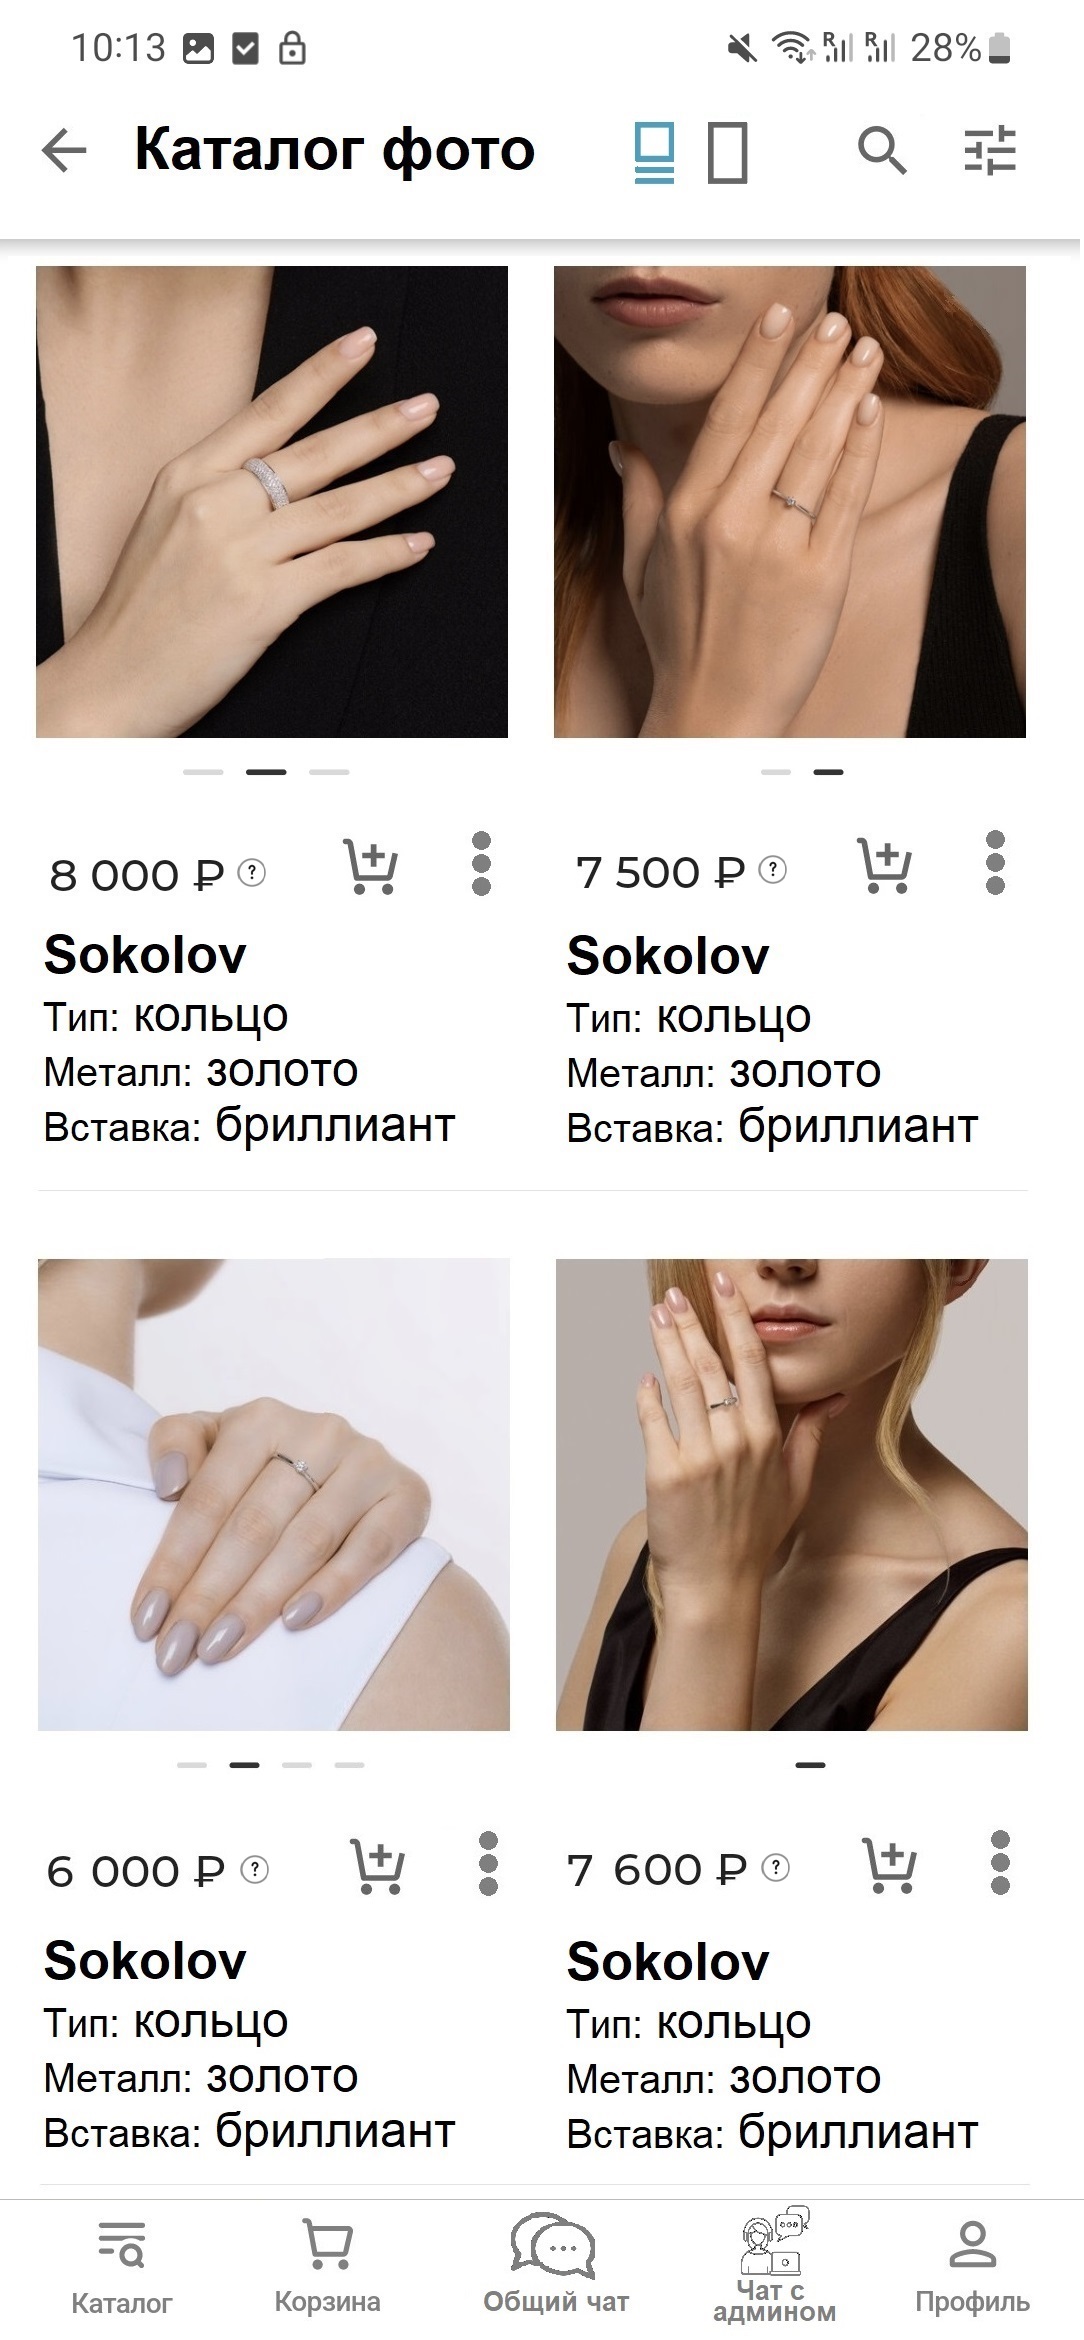 10:13 28%
Каталог фото
8 000 ₽ ?
7 500 ₽ ?
Sokolov
Тип: кольцо
Металл: золото
Вставка: бриллиант
Sokolov
Тип: кольцо
Металл: золото
Вставка: бриллиант
6 000 ₽ ?
7 600 ₽ ?
Sokolov
Тип: кольцо
Металл: золото
Вставка: бриллиант
Sokolov
Тип: кольцо
Металл: золото
Вставка: бриллиант
Каталог
Корзина
Общий чат
Чат с
админом
Профиль